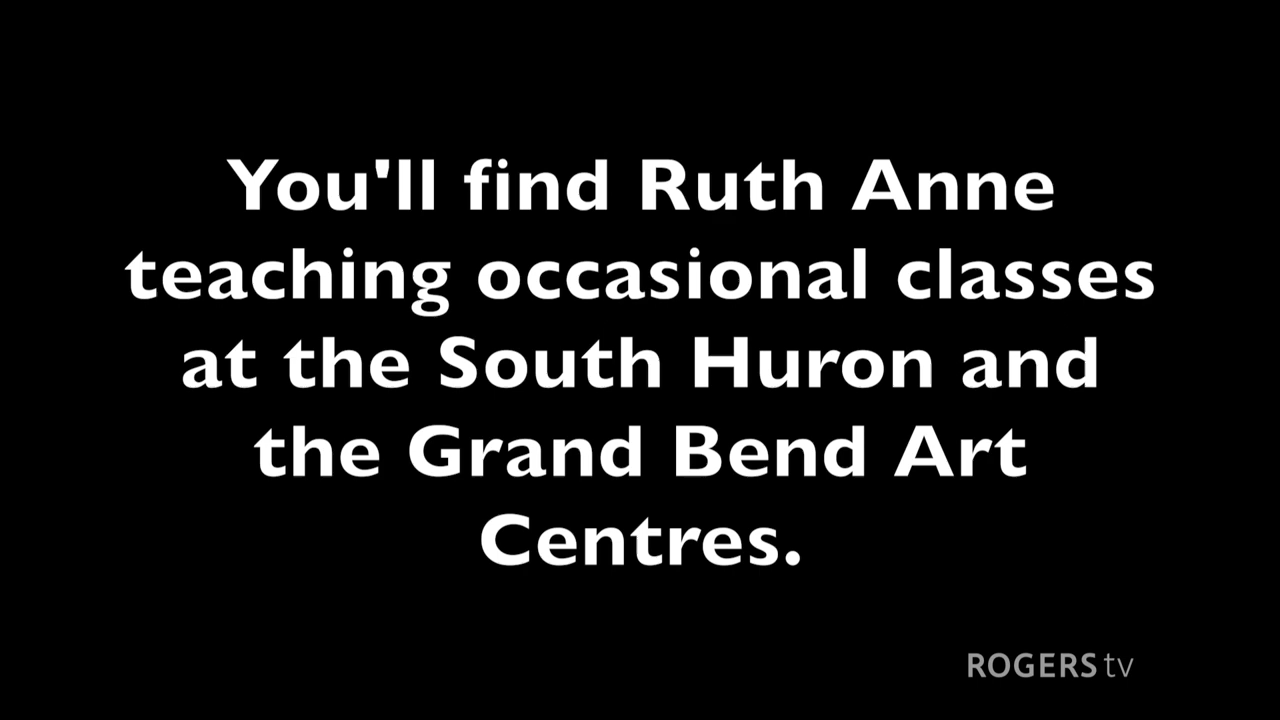 You'll find Ruth Anne
teaching occasional classes
at the South Huron and
the Grand Bend Art
Centres.
ROGERS tv